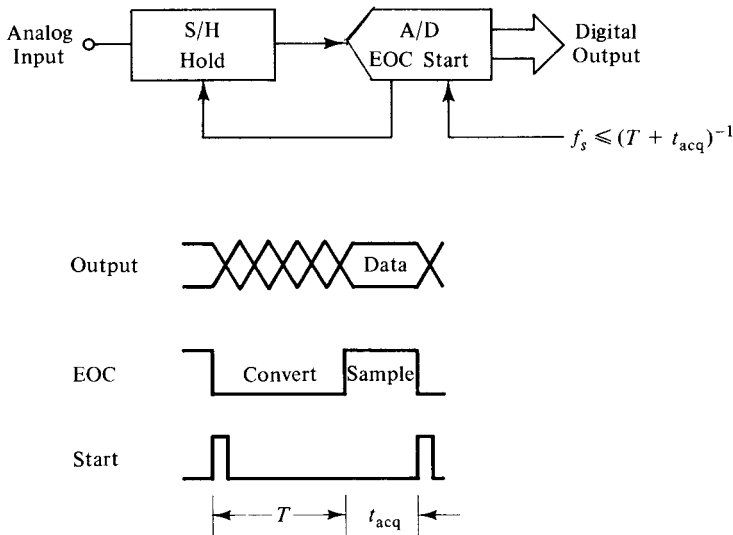 Analog
Input
S/H
Hold
A/D
EOC Start
Digital
Output
f_s ⩽ (T + t_acq)^−1
Output
Data
EOC
Convert
Sample
Start
T
t_acq